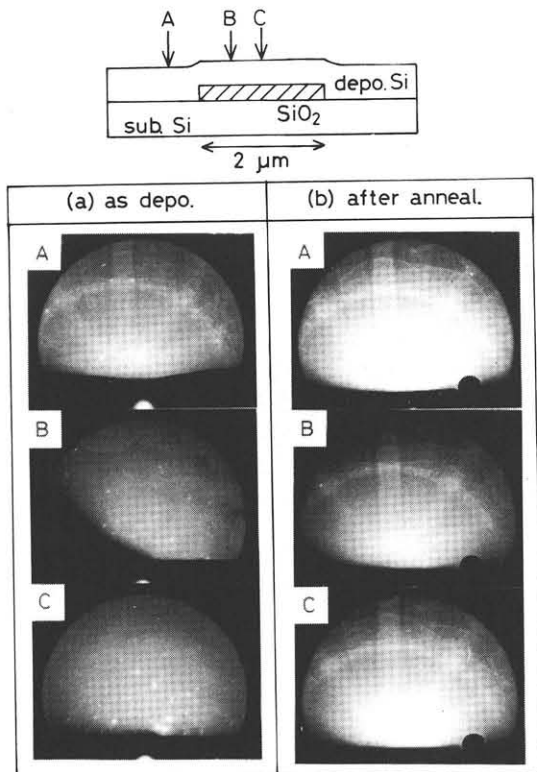 A B C
depo. Si
SiO₂
sub. Si
2 µm
(a) as depo. (b) after anneal.
A A
B B
C C